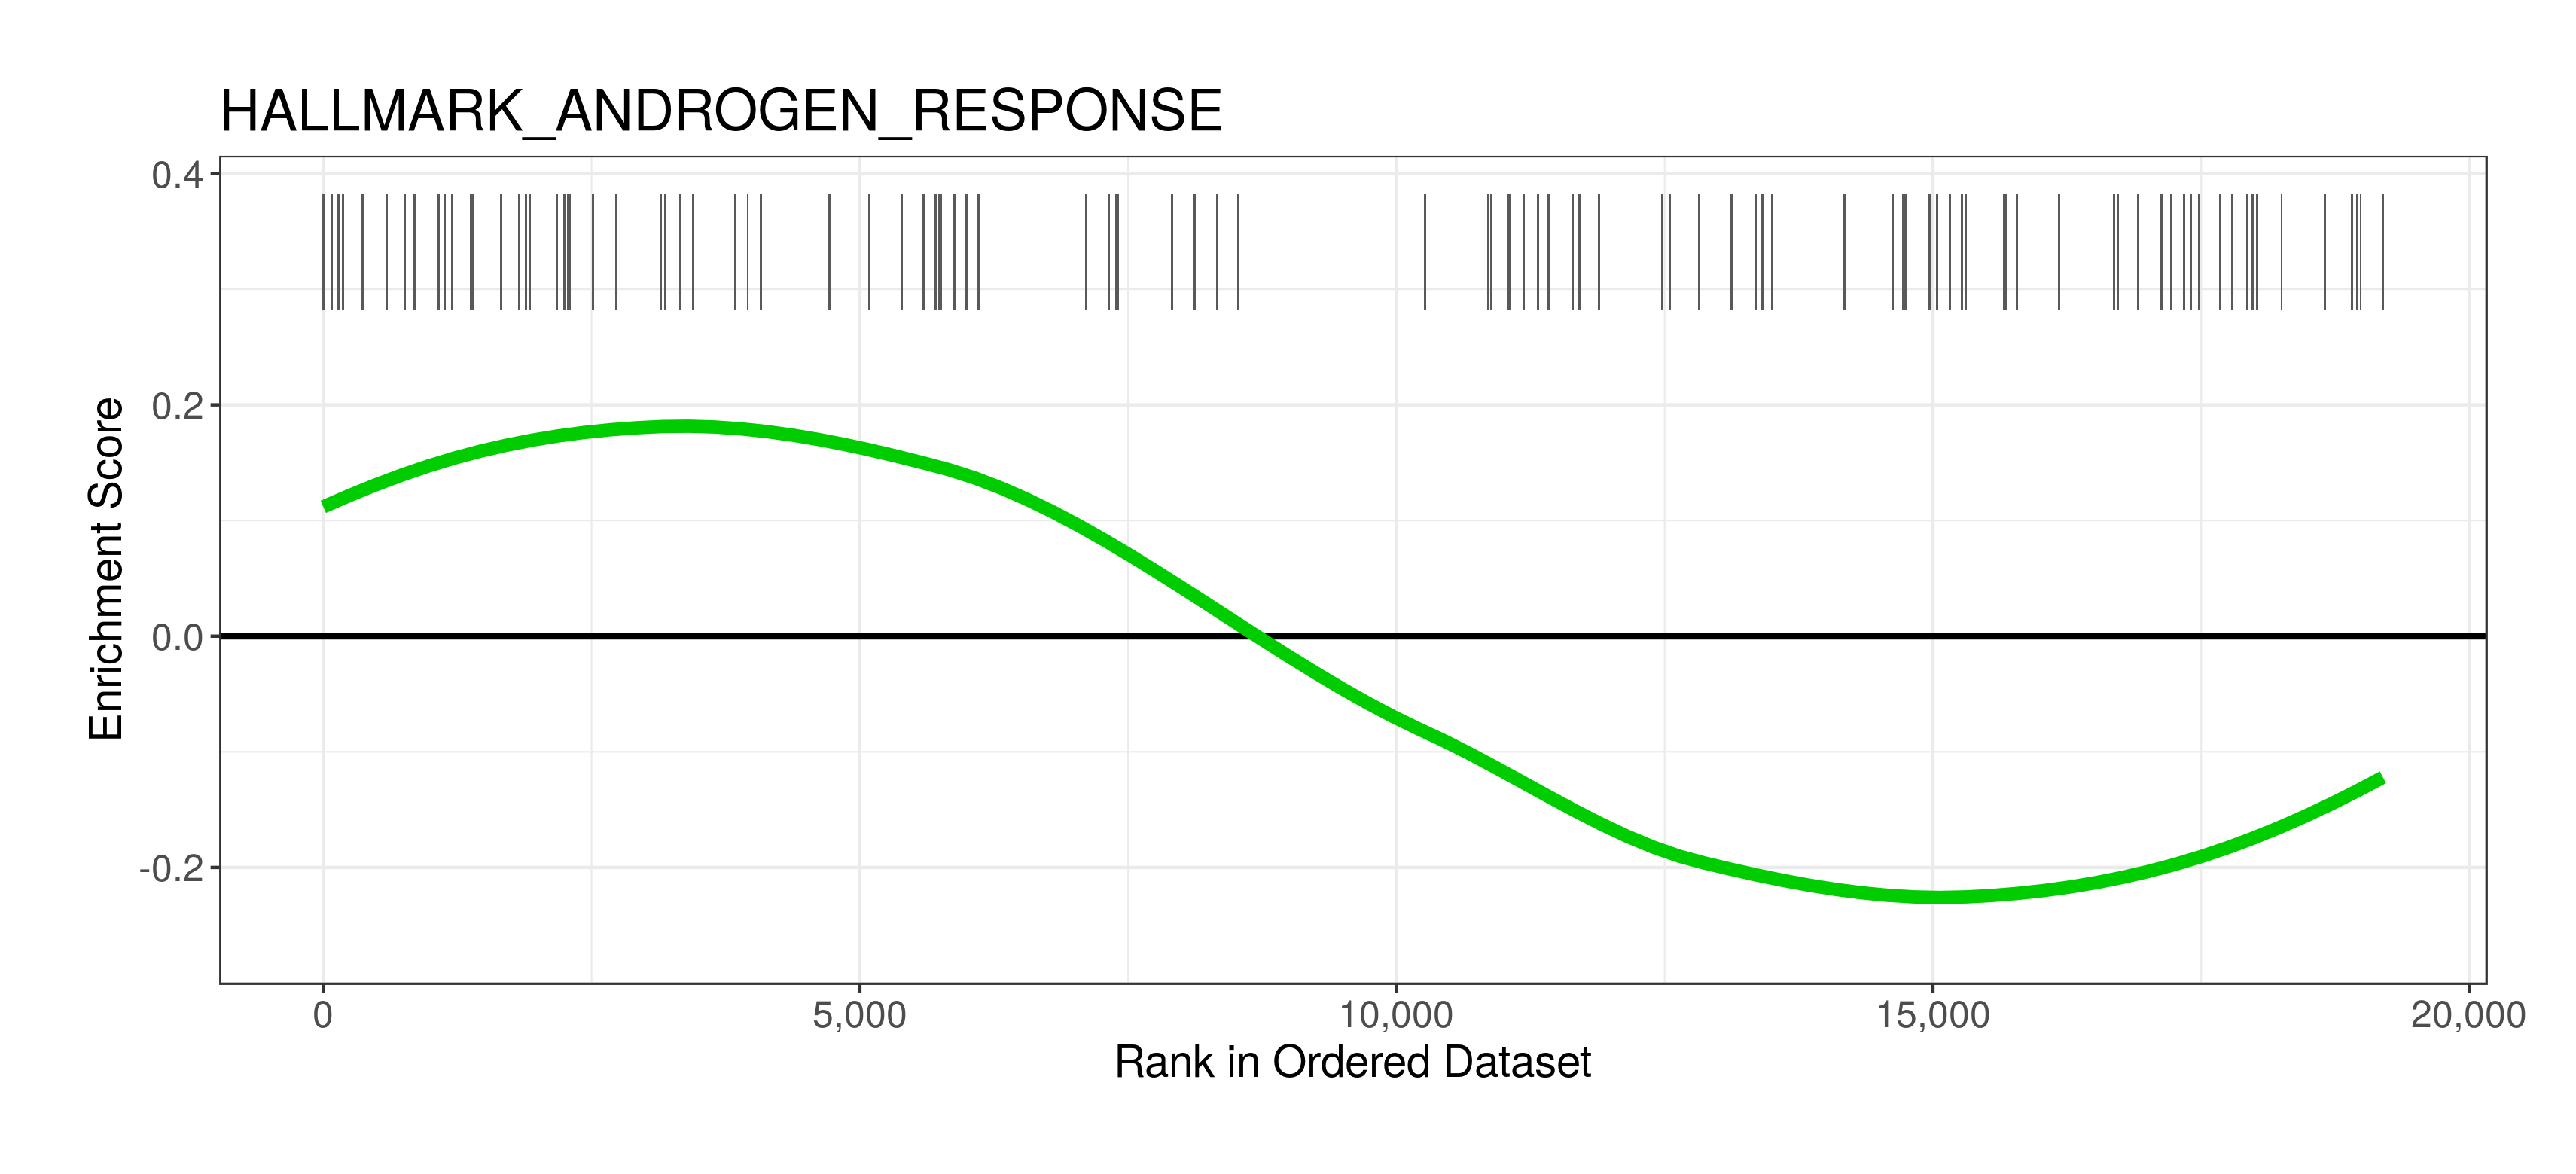 HALLMARK_ANDROGEN_RESPONSE
0.4
0.2
0.0
-0.2
Enrichment Score
0 5,000 10,000 15,000 20,000
Rank in Ordered Dataset